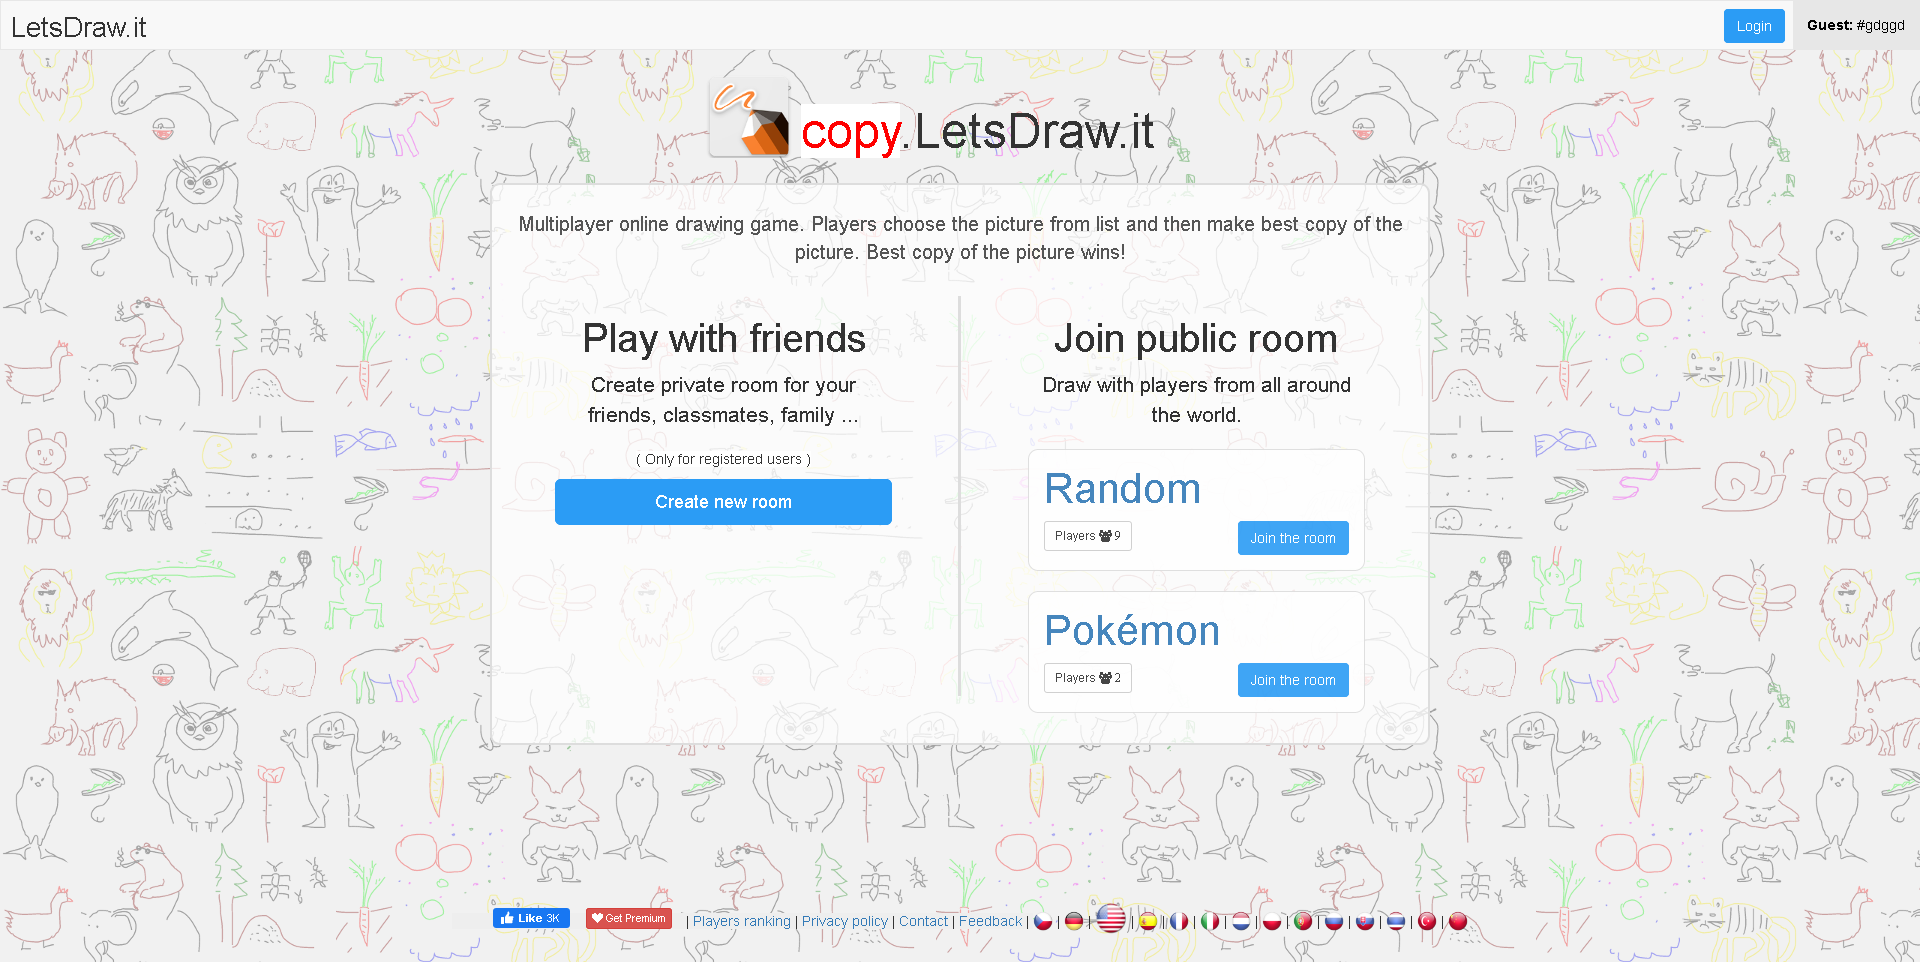 LetsDraw.it
Login
Guest: #gdggd
copy.LetsDraw.it
Multiplayer online drawing game. Players choose the picture from list and then make best copy of the
picture. Best copy of the picture wins!
Play with friends
Create private room for your
friends, classmates, family ...
( Only for registered users )
Create new room
Join public room
Draw with players from all around
the world.
Random
Players 9
Join the room
Pokémon
Players 2
Join the room
Like 3K
Get Premium
| Players ranking | Privacy policy | Contact | Feedback | | | | | | | | | | | | | | |